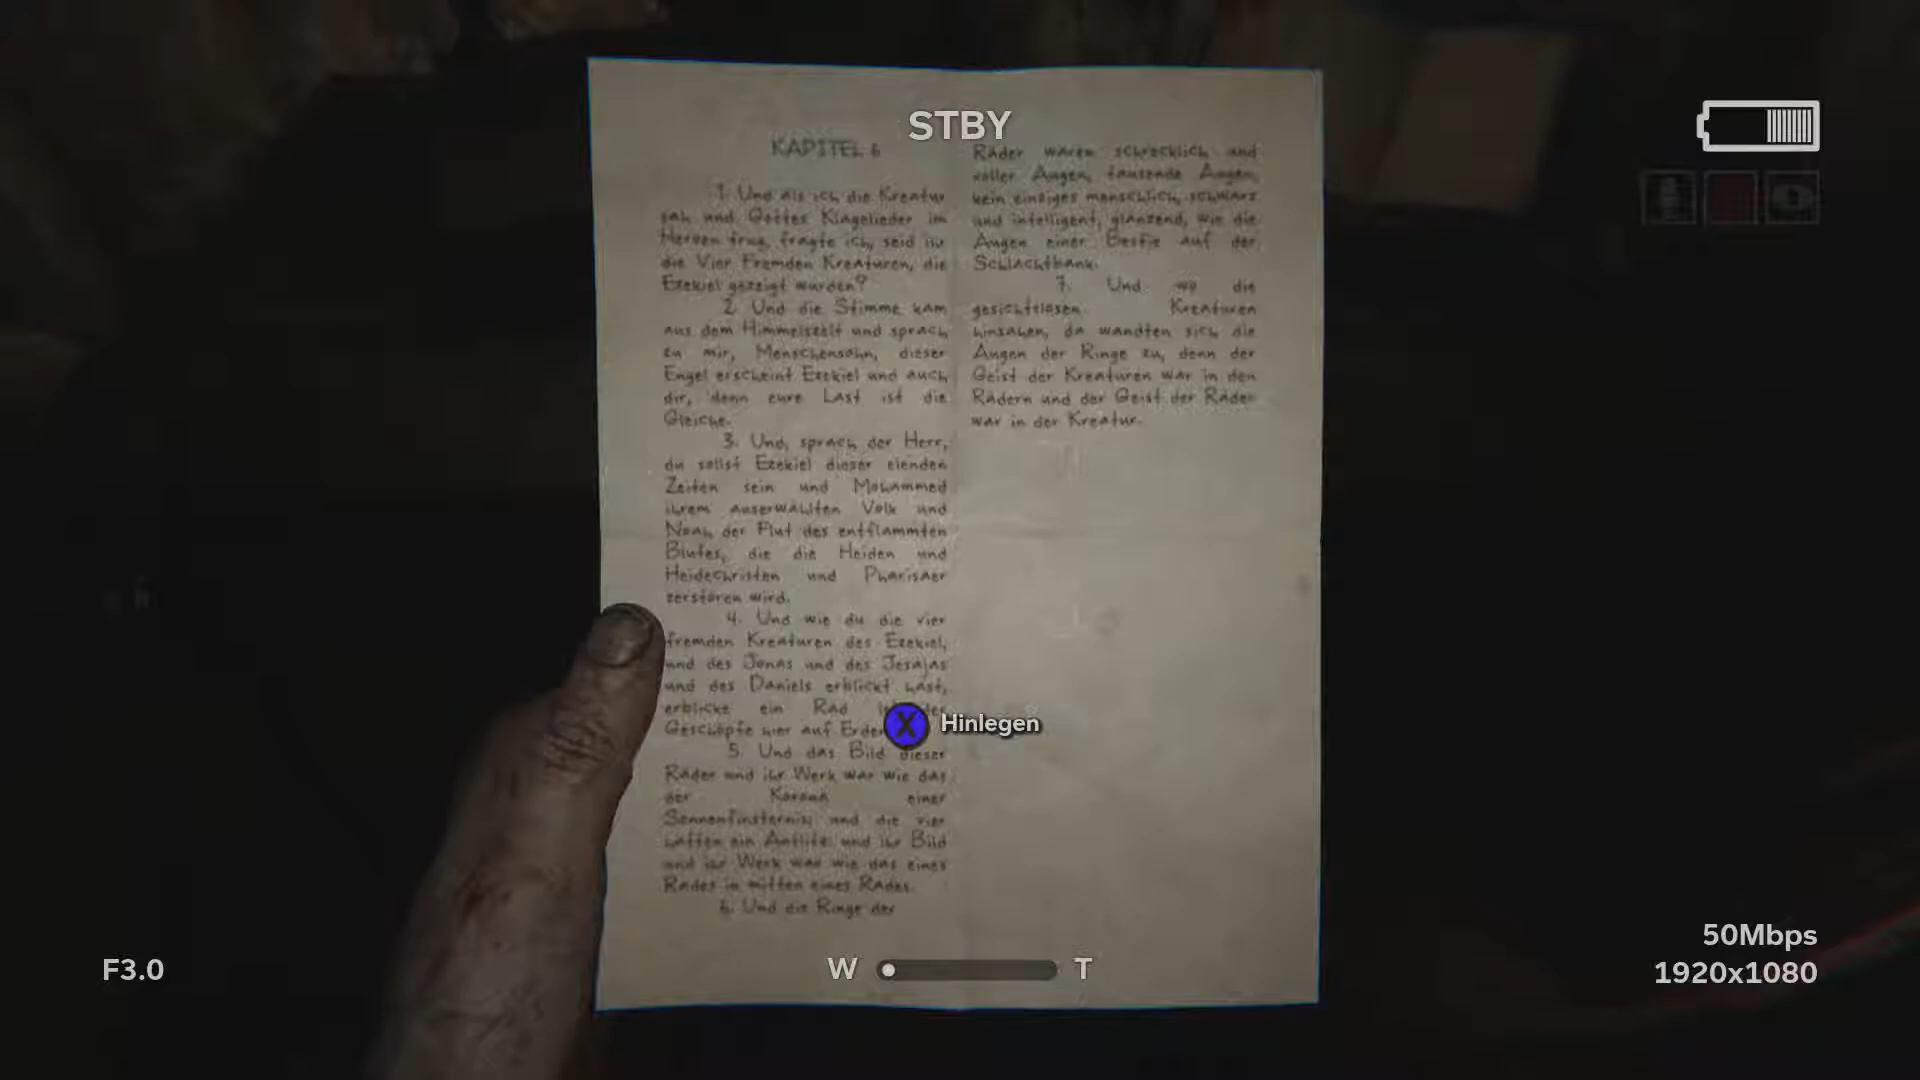 STBY
KAPITEL 6
1. Und als ich die Kreatur
sah und Gottes Klagelieder im
Herzen trug, fragte ich, seid ihr
die Vier Fremden Kreaturen, die
Ezekiel gezeigt wurden?
2. Und die Stimme kam
aus dem Himmelszelt und sprach
zu mir, Menschensohn, dieser
Engel erscheint Ezekiel und auch
dir, denn eure Last ist die
Gleiche.
3. Und, sprach der Herr,
du sollst Ezekiel dieser elenden
Zeiten sein und Mohammed
ihrem auserwählten Volk und
Noah der Flut des entflammten
Blutes, die die Heiden und
Heidechristen und Pharisäer
zerstören wird.
4. Und wie du die vier
fremden Kreaturen des Ezekiel,
und des Jonas und des Jesajas
und des Daniels erblickt hast,
erblicke ein Rad der
Geschöpfe hier auf Erden
5. Und das Bild dieser
Räder und ihr Werk war wie das
der Korona einer
Sonnenfinsternis und die vier
hatten ein Antlitz und ihr Bild
und ihr Werk war wie das eines
Rades in mitten eines Rades.
6. Und die Ringe der
Räder waren schrecklich und
voller Augen, tausende Augen,
kein einziges menschlich, schwarz
und intelligent, glänzend, wie die
Augen einer Bestie auf der
Schlachtbank.
7. Und wo die
gesichtslosen Kreaturen
hinsahen, da wandten sich die
Augen der Ringe zu, denn der
Geist der Kreaturen war in den
Rädern und der Geist der Räder
war in der Kreatur.
X Hinlegen
F3.0
W T
50Mbps
1920x1080